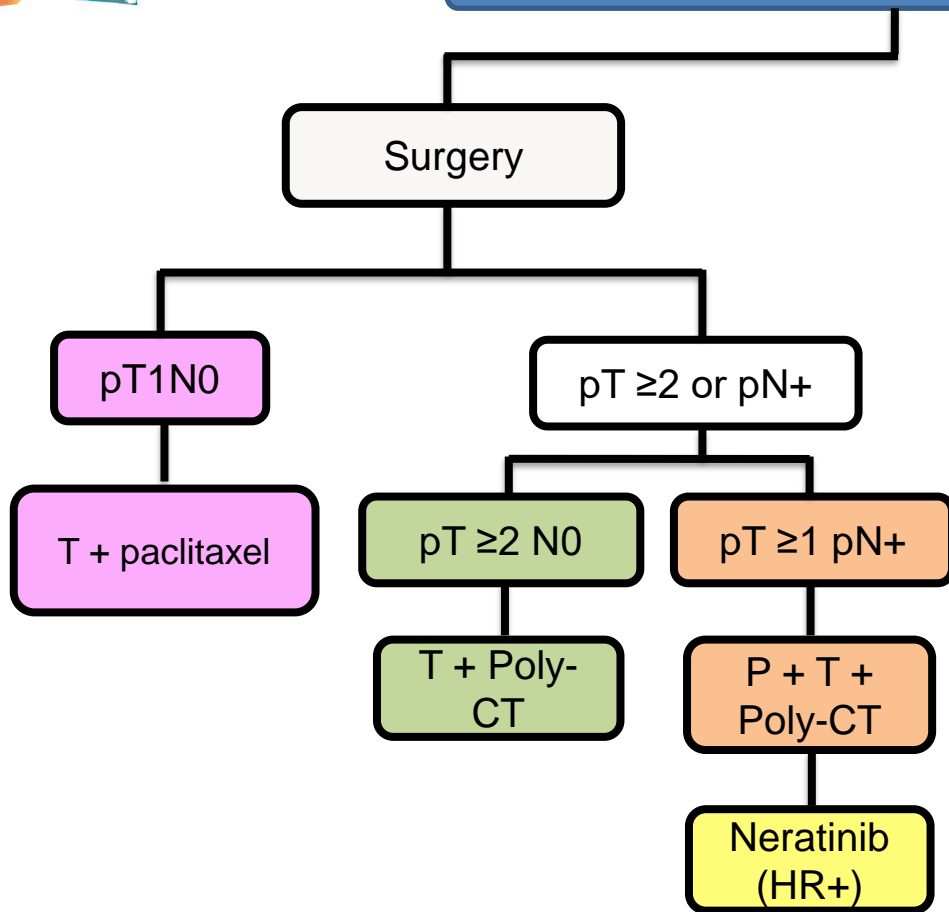 Surgery
pT1N0
pT ≥2 or pN+
T + paclitaxel
pT ≥2 N0
pT ≥1 pN+
T + Poly-
CT
P + T +
Poly-CT
Neratinib
(HR+)